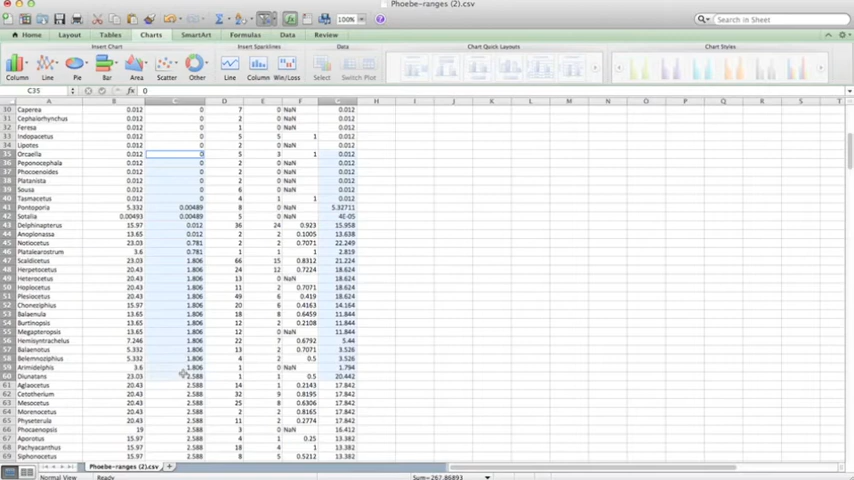 Phoebe-ranges (2).csv
100%
Search in Sheet
Home Layout Tables Charts SmartArt Formulas Data Review
Insert Chart Insert Sparklines Data Chart Quick Layouts Chart Styles
Column Line Pie Bar Area Scatter Other Line Column Win/Loss Select Switch Plot
C35 fx 0
A B C D E F G H I J K L M N O P Q R S T
30 Caperea 0.012 0 7 0 NaN 0.012
31 Cephalorhynchus 0.012 0 2 0 NaN 0.012
32 Feresa 0.012 0 1 0 NaN 0.012
33 Indopacetus 0.012 0 5 5 1 0.012
34 Lipotes 0.012 0 2 0 NaN 0.012
35 Orcaella 0.012 0 5 3 1 0.012
36 Peponocephala 0.012 0 2 0 NaN 0.012
37 Phocoenoides 0.012 0 2 0 NaN 0.012
38 Platanista 0.012 0 2 0 NaN 0.012
39 Sousa 0.012 0 6 0 NaN 0.012
40 Tasmacetus 0.012 0 4 1 1 0.012
41 Pontoporia 5.332 0.00489 8 0 NaN 5.32711
42 Sotalia 0.00493 0.00489 5 0 NaN 4E-05
43 Delphinapterus 15.97 0.012 36 24 0.923 15.958
44 Anoplonassa 13.65 0.012 2 2 0.1005 13.638
45 Notiocetus 23.03 0.781 2 2 0.7071 22.249
46 Platalearostrum 3.6 0.781 1 1 1 2.819
47 Scaldicetus 23.03 1.806 66 15 0.8312 21.224
48 Herpetocetus 20.43 1.806 24 12 0.7224 18.624
49 Heterocetus 20.43 1.806 13 0 NaN 18.624
50 Hoplocetus 20.43 1.806 11 2 0.7071 18.624
51 Plesiocetus 20.43 1.806 49 6 0.419 18.624
52 Choneziphius 15.97 1.806 20 6 0.4163 14.164
53 Balaenula 13.65 1.806 18 8 0.6459 11.844
54 Burtinopsis 13.65 1.806 12 2 0.2108 11.844
55 Megapteropsis 13.65 1.806 12 0 NaN 11.844
56 Hemisyntrachelus 7.246 1.806 22 7 0.6792 5.44
57 Balaenotus 5.332 1.806 13 2 0.7071 3.526
58 Belemnoziphius 5.332 1.806 4 2 0.5 3.526
59 Arimidelphis 3.6 1.806 1 0 NaN 1.794
60 Diunatans 23.03 2.588 1 1 0.5 20.442
61 Aglaocetus 20.43 2.588 14 1 0.2143 17.842
62 Cetotherium 20.43 2.588 32 9 0.8195 17.842
63 Mesocetus 20.43 2.588 25 8 0.6306 17.842
64 Morenocetus 20.43 2.588 2 2 0.8165 17.842
65 Physeterula 20.43 2.588 11 2 0.2774 17.842
66 Phocaenopsis 19 2.588 3 0 NaN 16.412
67 Aporotus 15.97 2.588 4 1 0.25 13.382
68 Pachyacanthus 15.97 2.588 18 4 1 13.382
69 Siphonocetus 15.97 2.588 8 5 0.5212 13.382
Phoebe-ranges (2).csv
Normal View Ready Sum=267.86893